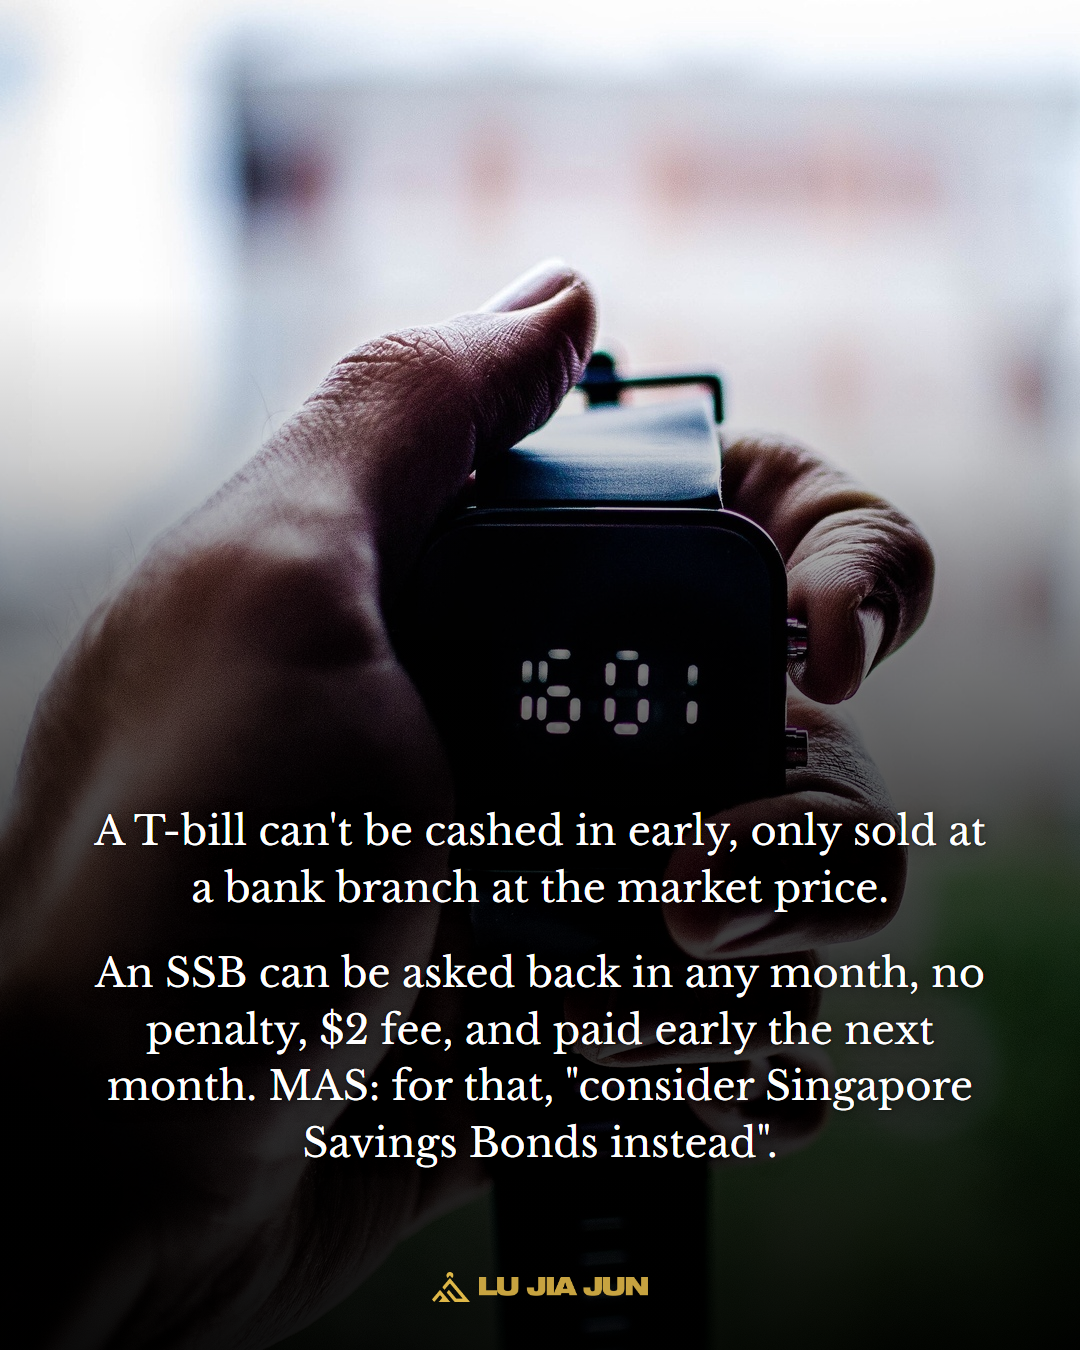 16 01
A T-bill can't be cashed in early, only sold at
a bank branch at the market price.
An SSB can be asked back in any month, no
penalty, $2 fee, and paid early the next
month. MAS: for that, "consider Singapore
Savings Bonds instead".
LU JIA JUN